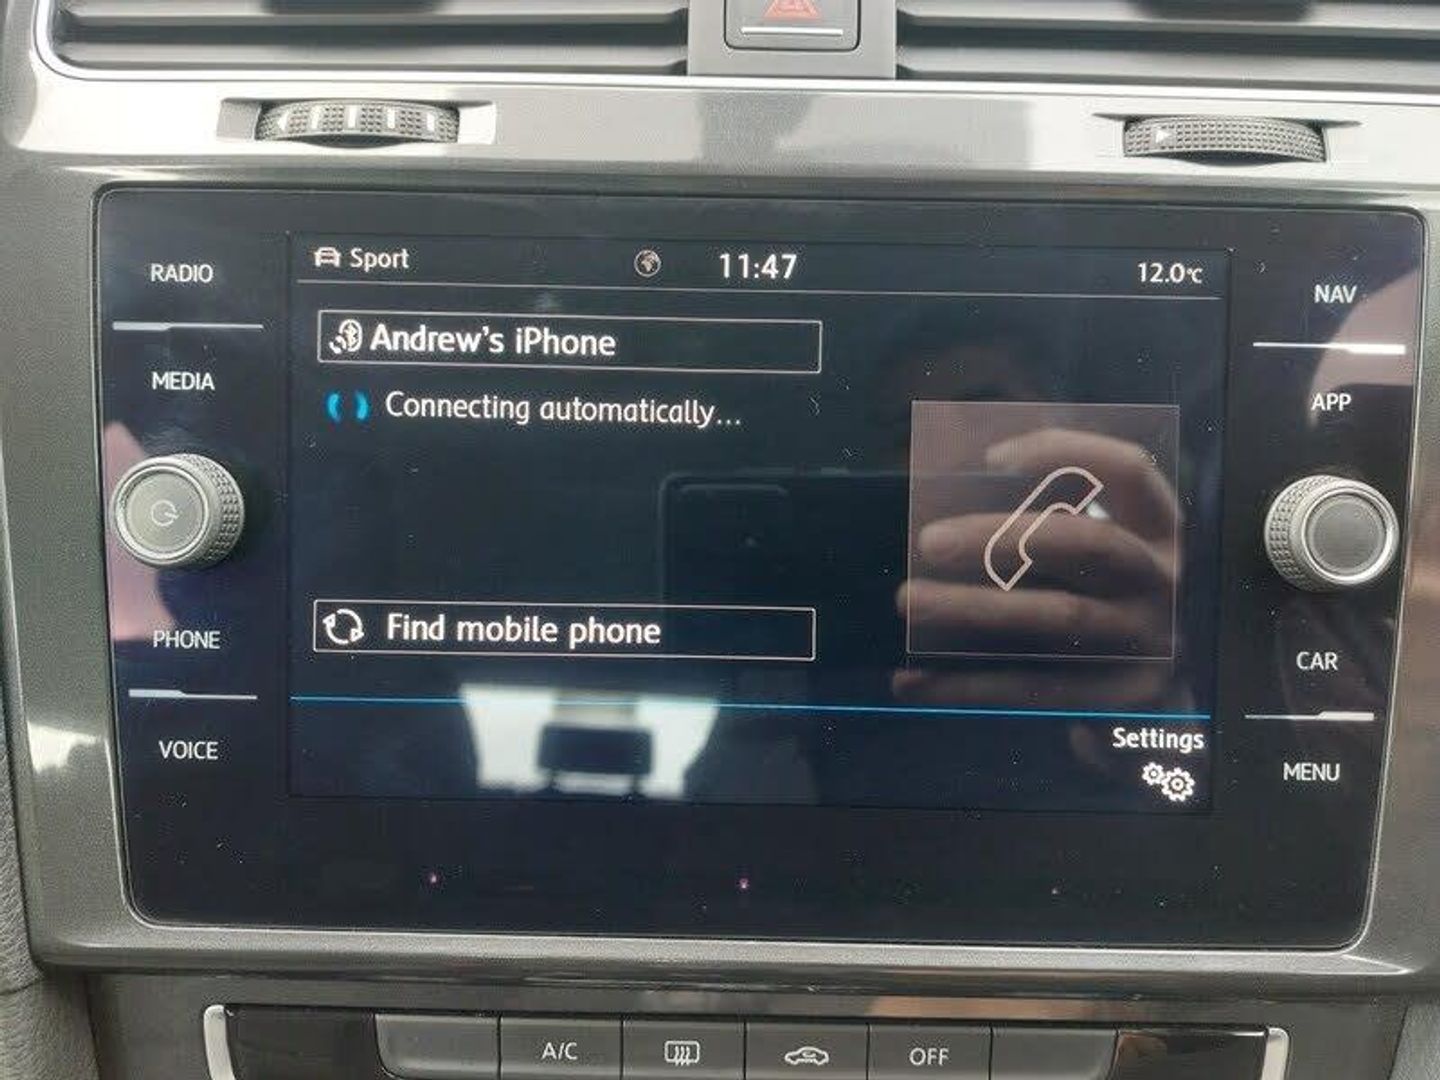 RADIO
MEDIA
PHONE
VOICE
Sport
11:47
12.0°C
Andrew's iPhone
Connecting automatically...
Find mobile phone
Settings
NAV
APP
CAR
MENU
A/C
OFF